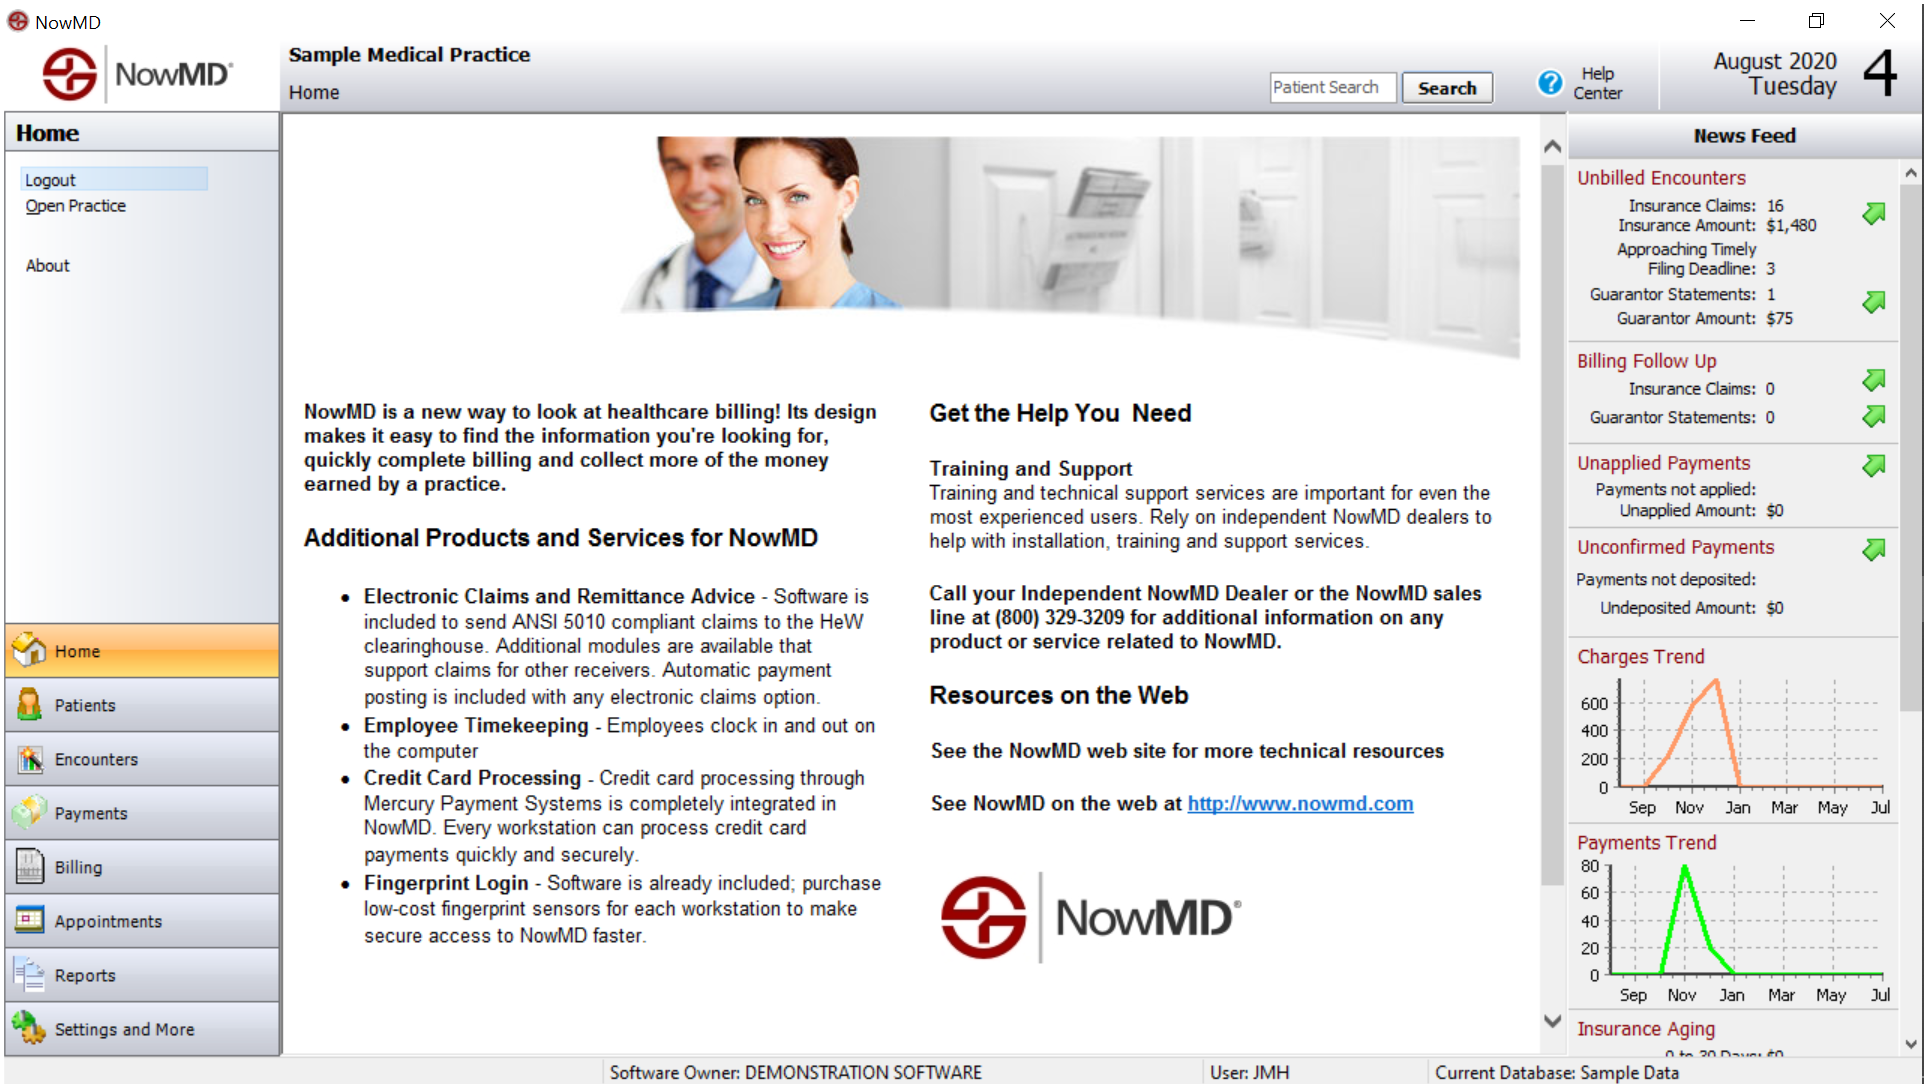 NowMD
NowMD®
Sample Medical Practice
Home
Patient Search
Search
Help
Center
August 2020
Tuesday
4
Home
Logout
Open Practice
About
Home
Patients
Encounters
Payments
Billing
Appointments
Reports
Settings and More
NowMD is a new way to look at healthcare billing! Its design
makes it easy to find the information you're looking for,
quickly complete billing and collect more of the money
earned by a practice.
Additional Products and Services for NowMD
• Electronic Claims and Remittance Advice - Software is
included to send ANSI 5010 compliant claims to the HeW
clearinghouse. Additional modules are available that
support claims for other receivers. Automatic payment
posting is included with any electronic claims option.
• Employee Timekeeping - Employees clock in and out on
the computer
• Credit Card Processing - Credit card processing through
Mercury Payment Systems is completely integrated in
NowMD. Every workstation can process credit card
payments quickly and securely.
• Fingerprint Login - Software is already included; purchase
low-cost fingerprint sensors for each workstation to make
secure access to NowMD faster.
Get the Help You Need
Training and Support
Training and technical support services are important for even the
most experienced users. Rely on independent NowMD dealers to
help with installation, training and support services.
Call your Independent NowMD Dealer or the NowMD sales
line at (800) 329-3209 for additional information on any
product or service related to NowMD.
Resources on the Web
See the NowMD web site for more technical resources
See NowMD on the web at http://www.nowmd.com
NowMD®
News Feed
Unbilled Encounters
Insurance Claims: 16
Insurance Amount: $1,480
Approaching Timely
Filing Deadline: 3
Guarantor Statements: 1
Guarantor Amount: $75
Billing Follow Up
Insurance Claims: 0
Guarantor Statements: 0
Unapplied Payments
Payments not applied:
Unapplied Amount: $0
Unconfirmed Payments
Payments not deposited:
Undeposited Amount: $0
Charges Trend
600
400
200
0
Sep Nov Jan Mar May Jul
Payments Trend
80
60
40
20
0
Sep Nov Jan Mar May Jul
Insurance Aging
0 to 30 Days: $0
Software Owner: DEMONSTRATION SOFTWARE
User: JMH
Current Database: Sample Data